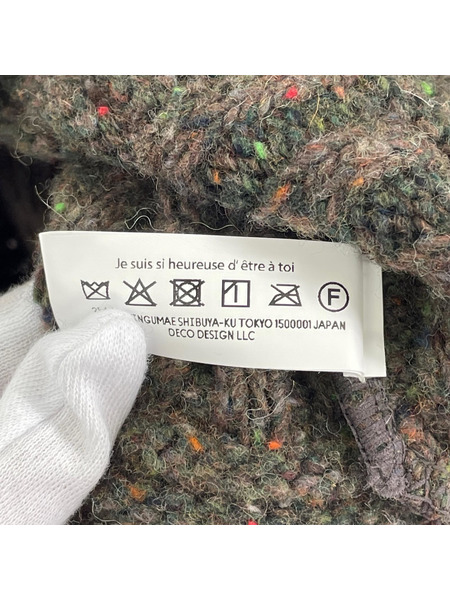 Je suis si heureuse d' être à toi
F
SHIBUYA-KU TOKYO 1500001 JAPAN
DECO DESIGN LLC